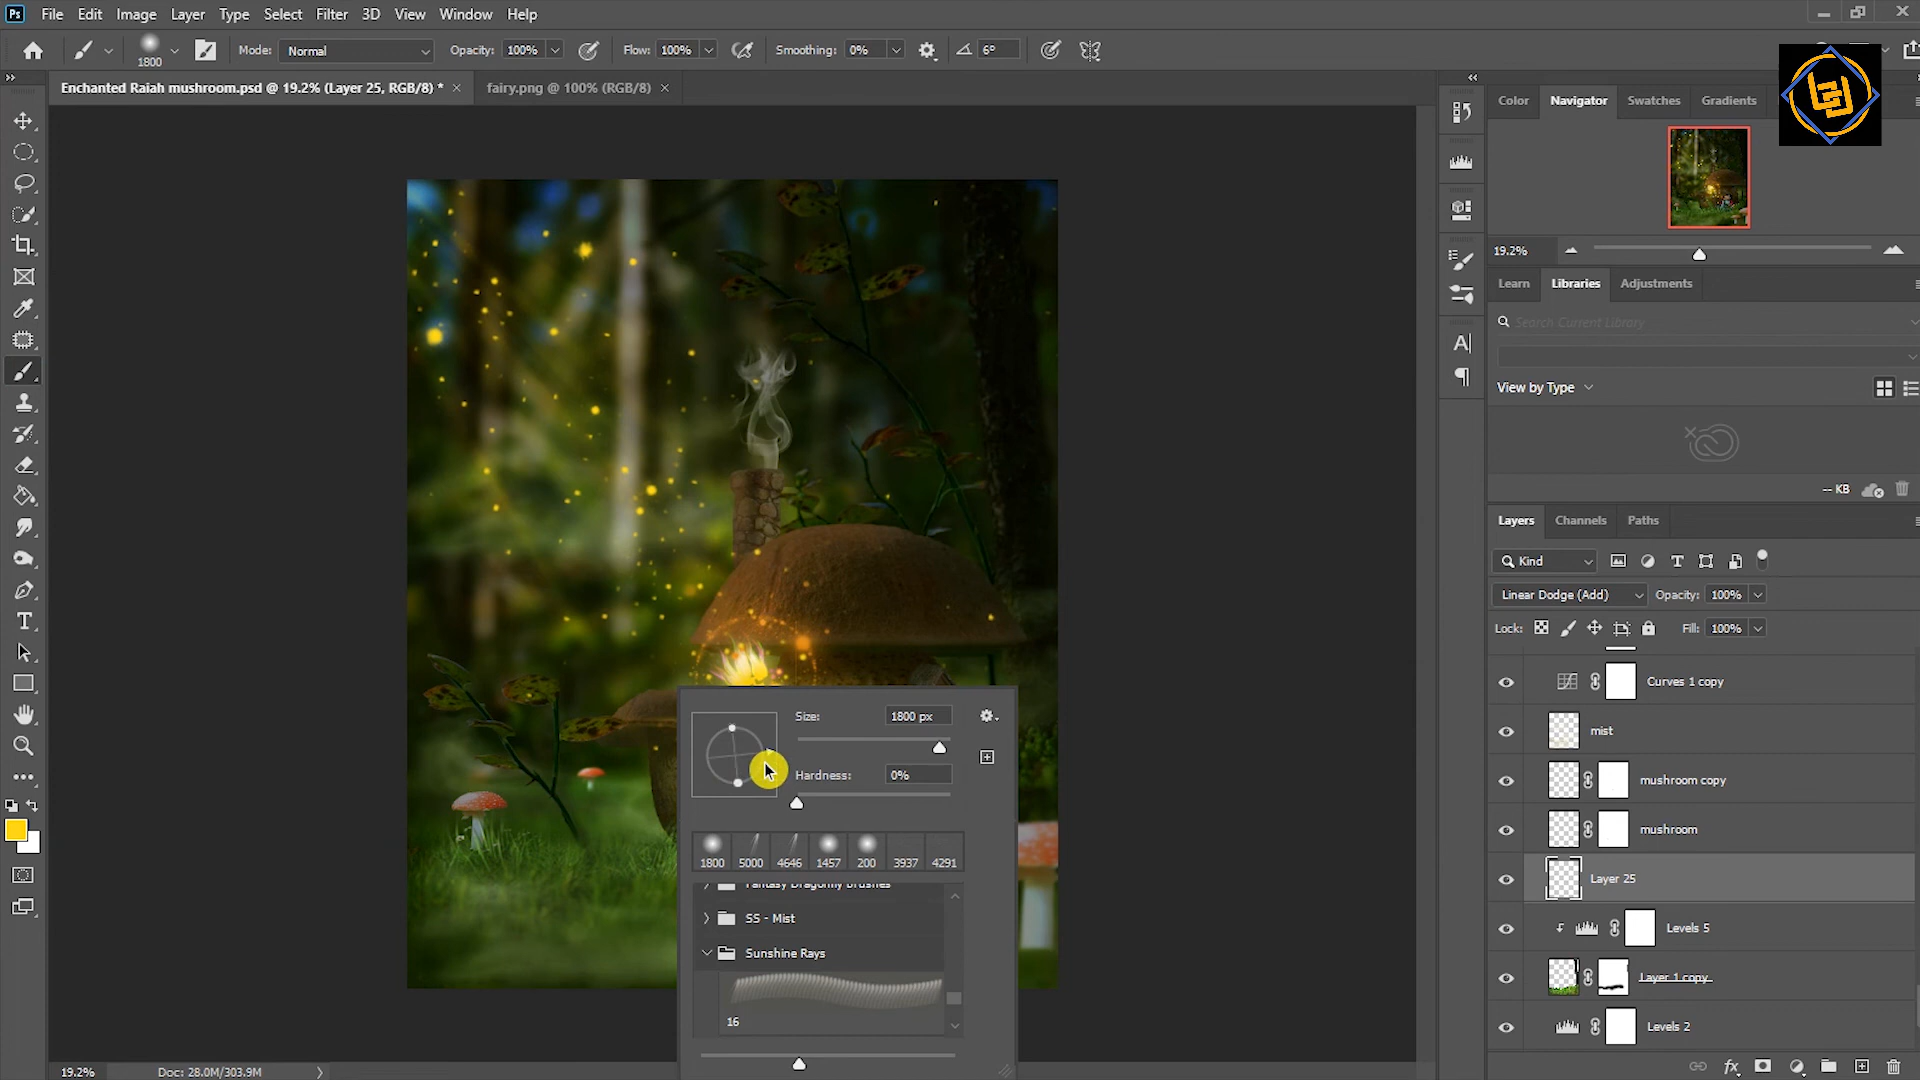 Ps File Edit Image Layer Type Select Filter 3D View Window Help
1800 Mode: Normal Opacity: 100% Flow: 100% Smoothing: 0% 6°
Enchanted Raiah mushroom.psd @ 19.2% (Layer 25, RGB/8) * fairy.png @ 100% (RGB/8)
Color Navigator Swatches Gradients
19.2%
Learn Libraries Adjustments
Search Current Library
View by Type
-- KB
Layers Channels Paths
Kind
Linear Dodge (Add) Opacity: 100%
Lock: Fill: 100%
Curves 1 copy
mist
mushroom copy
mushroom
Layer 25
Levels 5
Layer 1 copy
Levels 2
Size: 1800 px
Hardness: 0%
1800 5000 4646 1457 200 3937 4291
Fantasy Dragonfly Brushes
SS - Mist
Sunshine Rays
16
19.2% Doc: 28.0M/303.9M